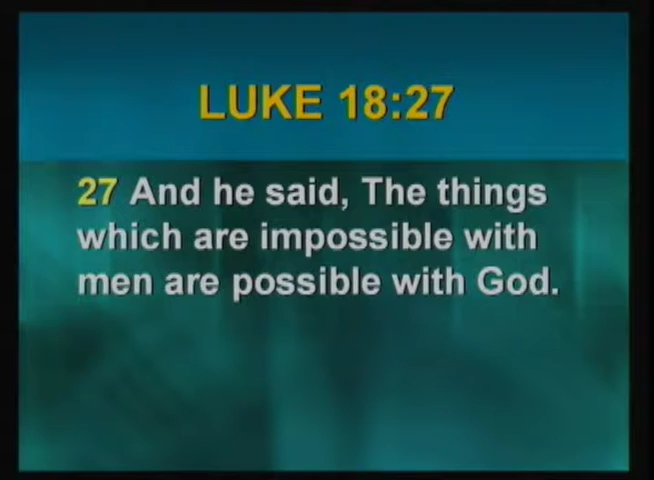 LUKE 18:27
27 And he said, The things
which are impossible with
men are possible with God.